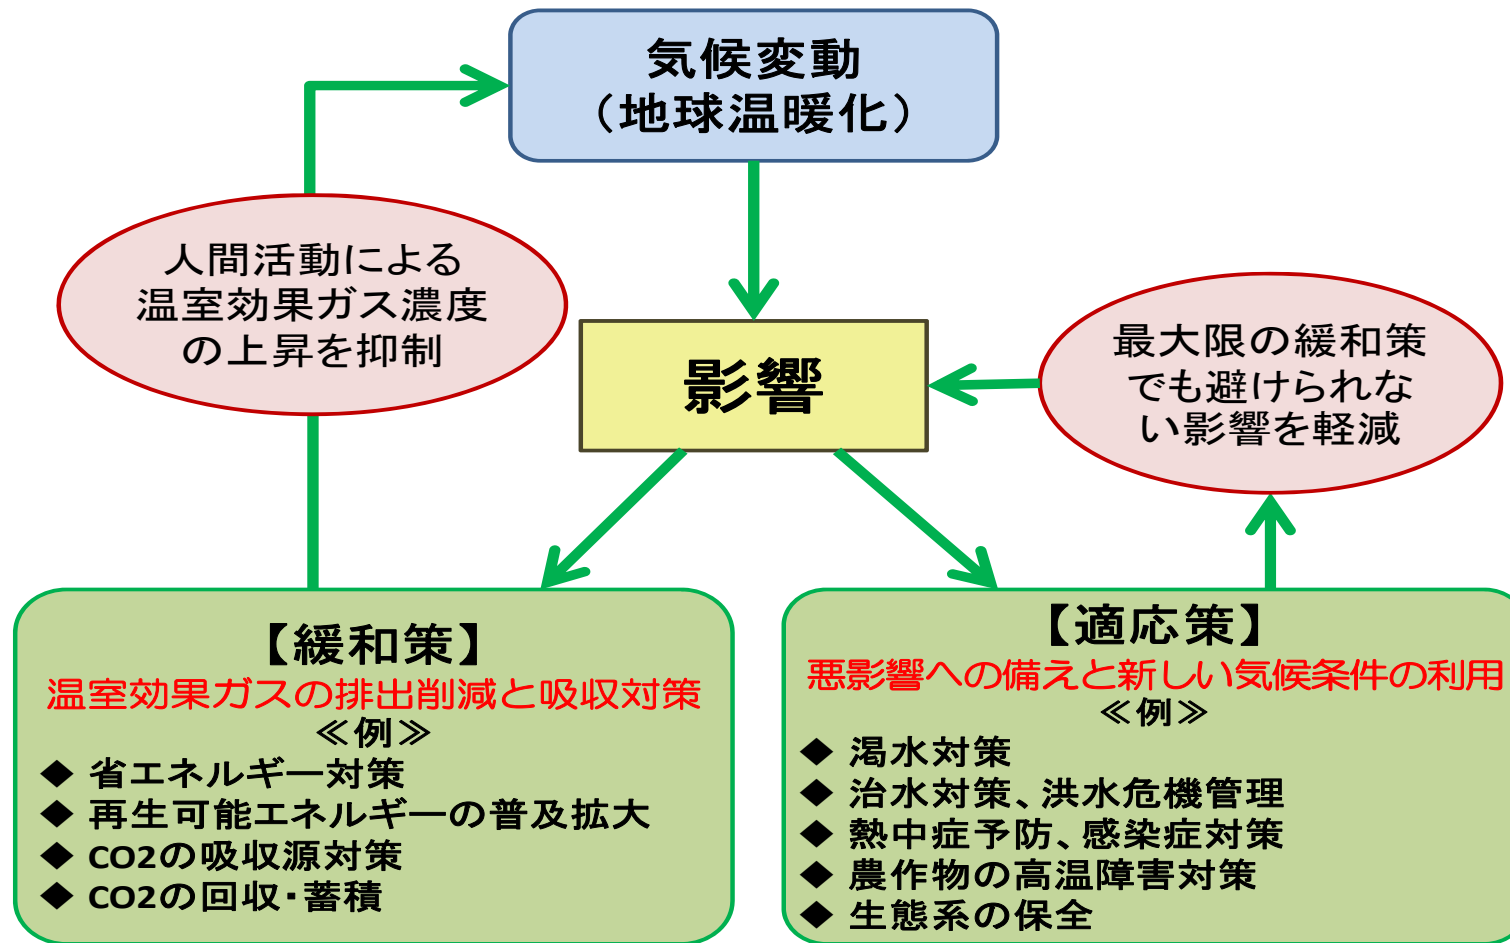 気候変動
（地球温暖化）
人間活動による
温室効果ガス濃度
の上昇を抑制
影響
最大限の緩和策
でも避けられな
い影響を軽減
【緩和策】
温室効果ガスの排出削減と吸収対策
≪例≫
◆ 省エネルギー対策
◆ 再生可能エネルギーの普及拡大
◆ CO2の吸収源対策
◆ CO2の回収・蓄積
【適応策】
悪影響への備えと新しい気候条件の利用
≪例≫
◆ 渇水対策
◆ 治水対策、洪水危機管理
◆ 熱中症予防、感染症対策
◆ 農作物の高温障害対策
◆ 生態系の保全